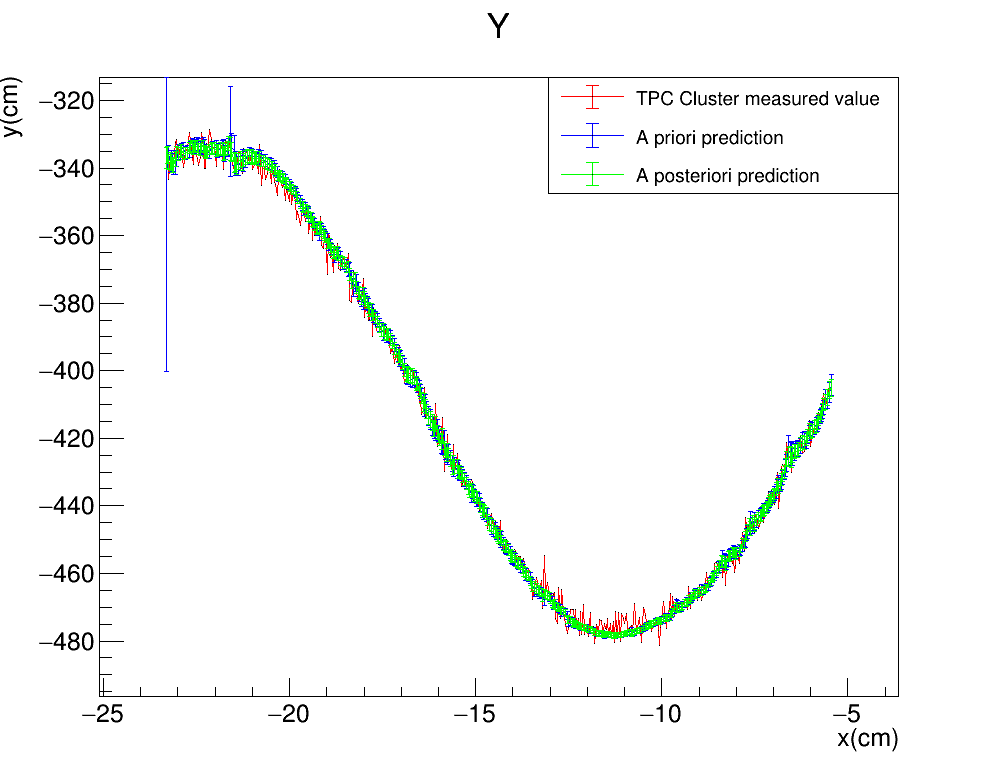 Y
y(cm)
TPC Cluster measured value
A priori prediction
A posteriori prediction
−320
−340
−360
−380
−400
−420
−440
−460
−480
−25 −20 −15 −10 −5
x(cm)